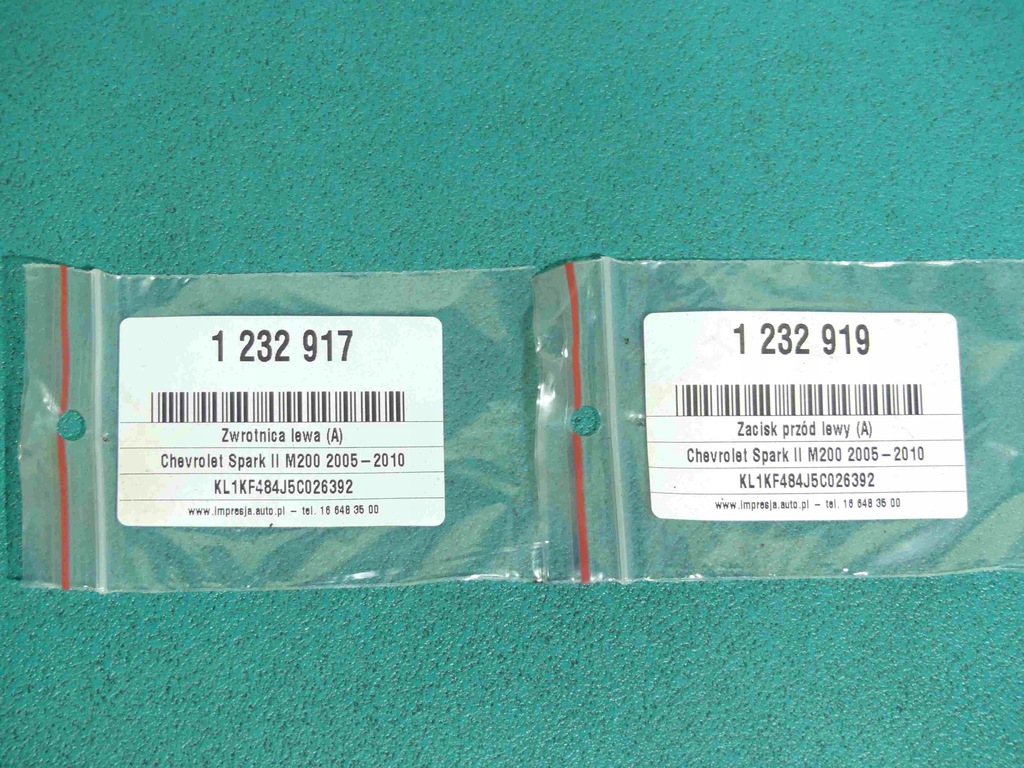 1 232 917
Zwrotnica lewa (A)
Chevrolet Spark II M200 2005–2010
KL1KF484J5C026392
www.impresja.auto.pl – tel. 16 648 35 00
1 232 919
Zacisk przód lewy (A)
Chevrolet Spark II M200 2005–2010
KL1KF484J5C026392
www.impresja.auto.pl – tel. 16 648 35 00